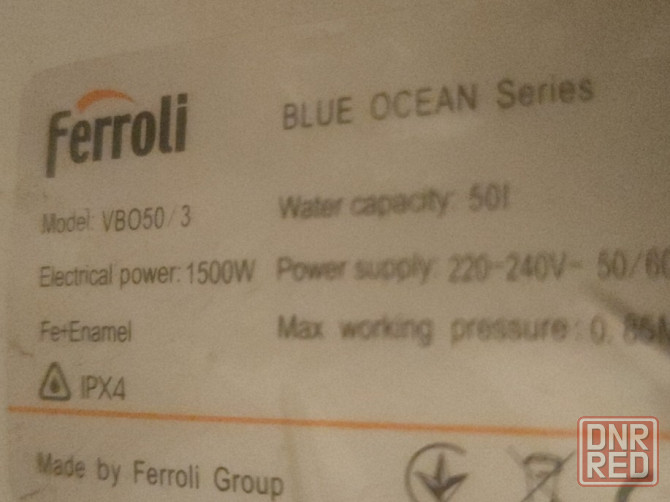 Ferroli
BLUE OCEAN Series
Model: VBO50/3
Water capacity: 50l
Electrical power: 1500W
Power supply: 220-240V~ 50/60
Fe+Enamel
Max working pressure: 0.
IPX4
Made by Ferroli Group
DNR
RED